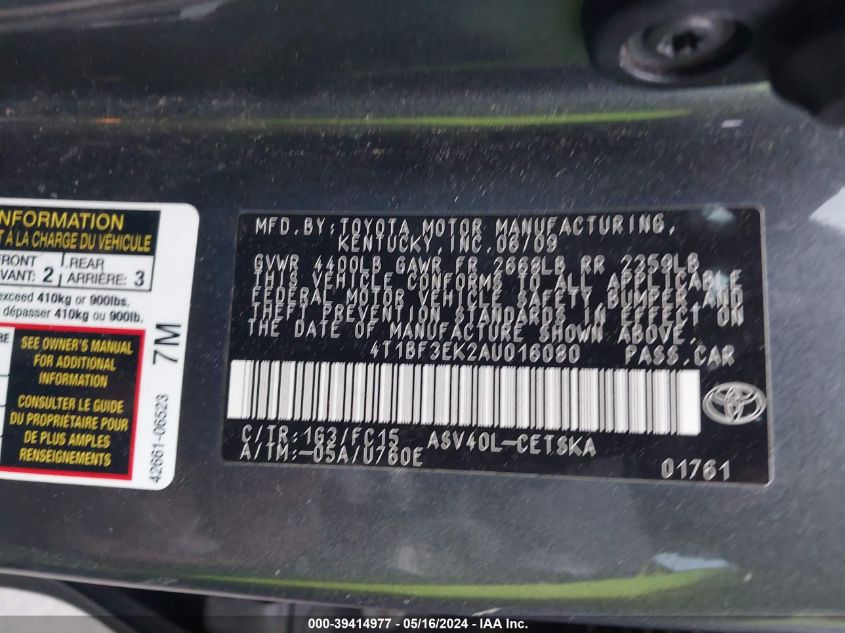 INFORMATION
T À LA CHARGE DU VÉHICULE
FRONT
VANT: 2
REAR
ARRIÈRE: 3
exceed 410kg or 900lbs.
dépasser 410kg ou 900lb.
SEE OWNER'S MANUAL
FOR ADDITIONAL
INFORMATION
CONSULTER LE GUIDE
DU PROPRIÉTAIRE POUR
DE PLUS AMPLES
RENSEIGNEMENTS
7M
42661-06523
MFD.BY:TOYOTA MOTOR MANUFACTURING,
KENTUCKY,INC.06/09
GVWR 4400LB GAWR FR 2668LB RR 2359LB
THIS VEHICLE CONFORMS TO ALL APPLICABLE
FEDERAL MOTOR VEHICLE SAFETY,BUMPER,AND
THEFT PREVENTION STANDARDS IN EFFECT ON
THE DATE OF MANUFACTURE SHOWN ABOVE.
4T1BF3EK2AU016080 PASS.CAR
C/TR:1G3/FC15 ASV40L-CETSKA
A/TM:-05A/U760E
01761
000-39414977 - 05/16/2024 - IAA Inc.